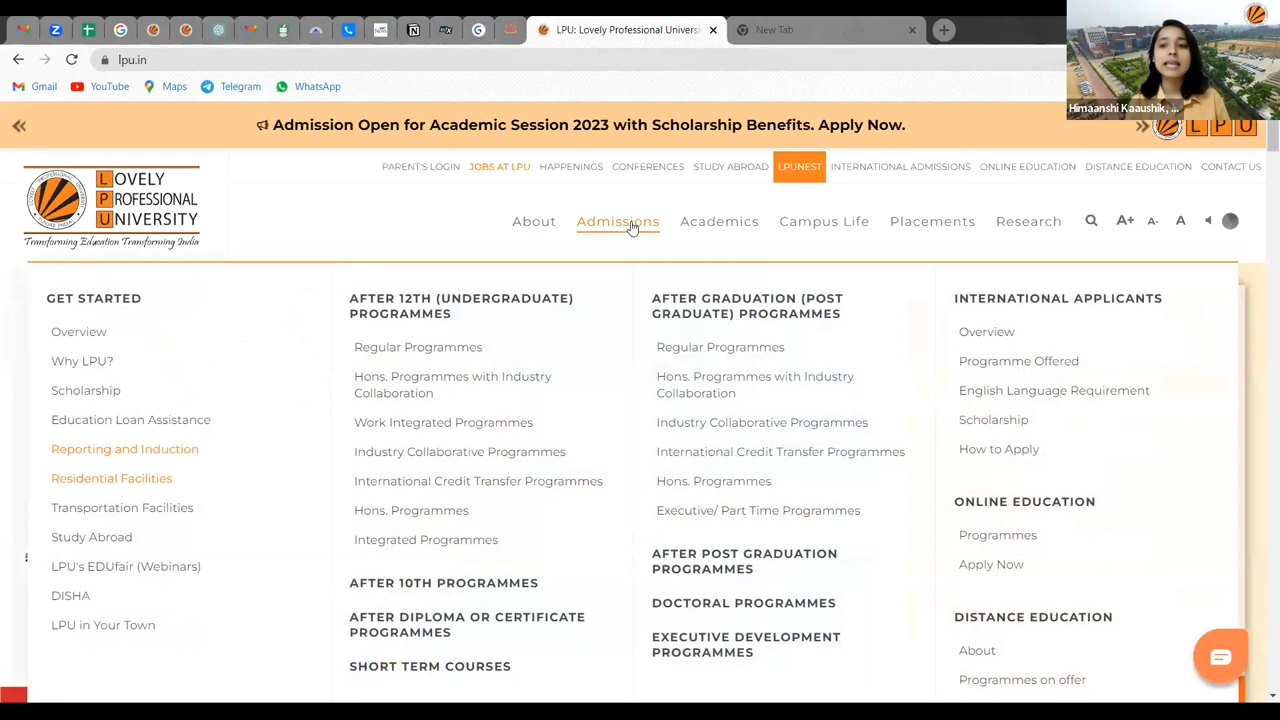 LPU: Lovely Professional Universi
New Tab
lpu.in
Gmail
YouTube
Maps
Telegram
WhatsApp
Himaanshi Kaaushik, ...
Admission Open for Academic Session 2023 with Scholarship Benefits. Apply Now.
LPU
PARENT'S LOGIN
JOBS AT LPU
HAPPENINGS
CONFERENCES
STUDY ABROAD
LPUNEST
INTERNATIONAL ADMISSIONS
ONLINE EDUCATION
DISTANCE EDUCATION
CONTACT US
LOVELY
PROFESSIONAL
UNIVERSITY
Transforming Education Transforming India
About
Admissions
Academics
Campus Life
Placements
Research
A+
A-
A
GET STARTED
Overview
Why LPU?
Scholarship
Education Loan Assistance
Reporting and Induction
Residential Facilities
Transportation Facilities
Study Abroad
LPU's EDUfair (Webinars)
DISHA
LPU in Your Town
AFTER 12TH (UNDERGRADUATE)
PROGRAMMES
Regular Programmes
Hons. Programmes with Industry
Collaboration
Work Integrated Programmes
Industry Collaborative Programmes
International Credit Transfer Programmes
Hons. Programmes
Integrated Programmes
AFTER 10TH PROGRAMMES
AFTER DIPLOMA OR CERTIFICATE
PROGRAMMES
SHORT TERM COURSES
AFTER GRADUATION (POST
GRADUATE) PROGRAMMES
Regular Programmes
Hons. Programmes with Industry
Collaboration
Industry Collaborative Programmes
International Credit Transfer Programmes
Hons. Programmes
Executive/ Part Time Programmes
AFTER POST GRADUATION
PROGRAMMES
DOCTORAL PROGRAMMES
EXECUTIVE DEVELOPMENT
PROGRAMMES
INTERNATIONAL APPLICANTS
Overview
Programme Offered
English Language Requirement
Scholarship
How to Apply
ONLINE EDUCATION
Programmes
Apply Now
DISTANCE EDUCATION
About
Programmes on offer